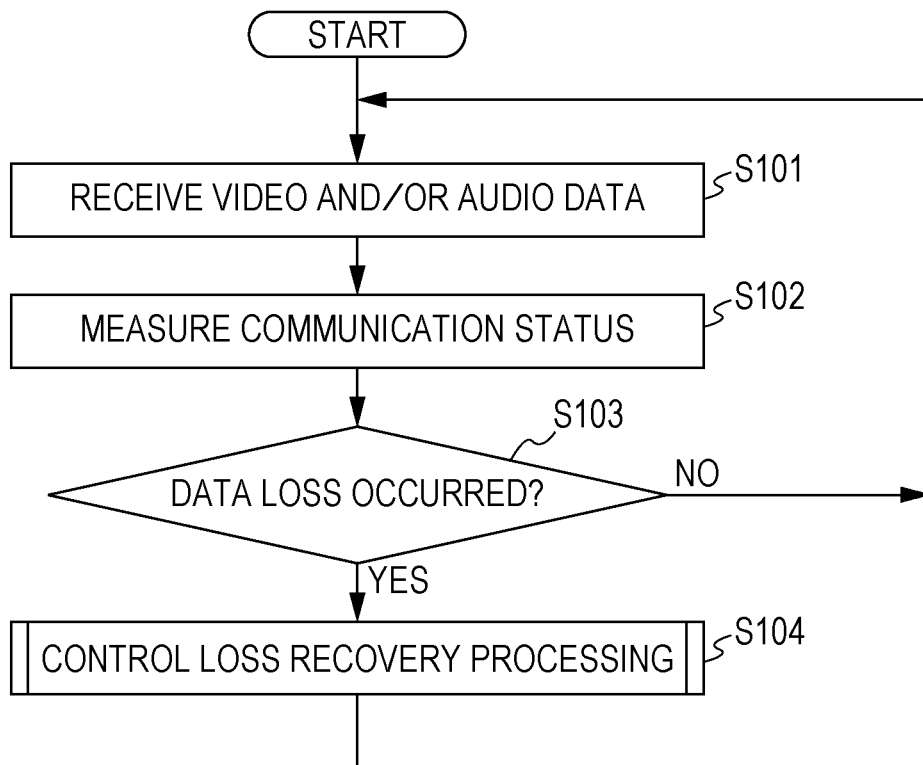 START
RECEIVE VIDEO AND/OR AUDIO DATA
S101
MEASURE COMMUNICATION STATUS
S102
DATA LOSS OCCURRED?
S103
NO
YES
CONTROL LOSS RECOVERY PROCESSING
S104